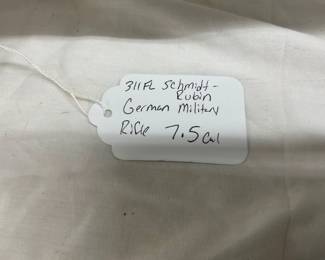 311FL Schmidt-
Rubin
German Military
Rifle 7.5 Cal